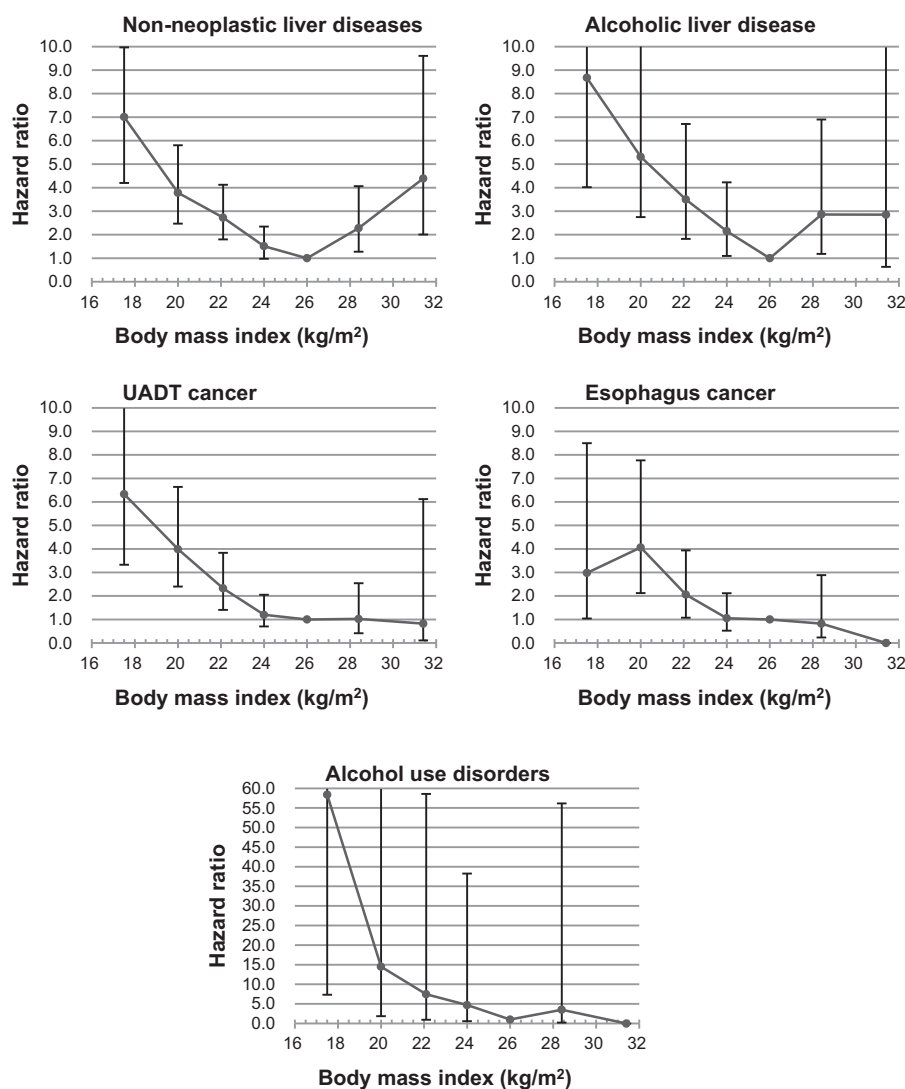 Non-neoplastic liver diseases
10.0
9.0
8.0
7.0
6.0
5.0
4.0
3.0
2.0
1.0
0.0
Hazard ratio
16 18 20 22 24 26 28 30 32
Body mass index (kg/m²)
Alcoholic liver disease
10.0
9.0
8.0
7.0
6.0
5.0
4.0
3.0
2.0
1.0
0.0
Hazard ratio
16 18 20 22 24 26 28 30 32
Body mass index (kg/m²)
UADT cancer
10.0
9.0
8.0
7.0
6.0
5.0
4.0
3.0
2.0
1.0
0.0
Hazard ratio
16 18 20 22 24 26 28 30 32
Body mass index (kg/m²)
Esophagus cancer
10.0
9.0
8.0
7.0
6.0
5.0
4.0
3.0
2.0
1.0
0.0
Hazard ratio
16 18 20 22 24 26 28 30 32
Body mass index (kg/m²)
Alcohol use disorders
60.0
55.0
50.0
45.0
40.0
35.0
30.0
25.0
20.0
15.0
10.0
5.0
0.0
Hazard ratio
16 18 20 22 24 26 28 30 32
Body mass index (kg/m²)